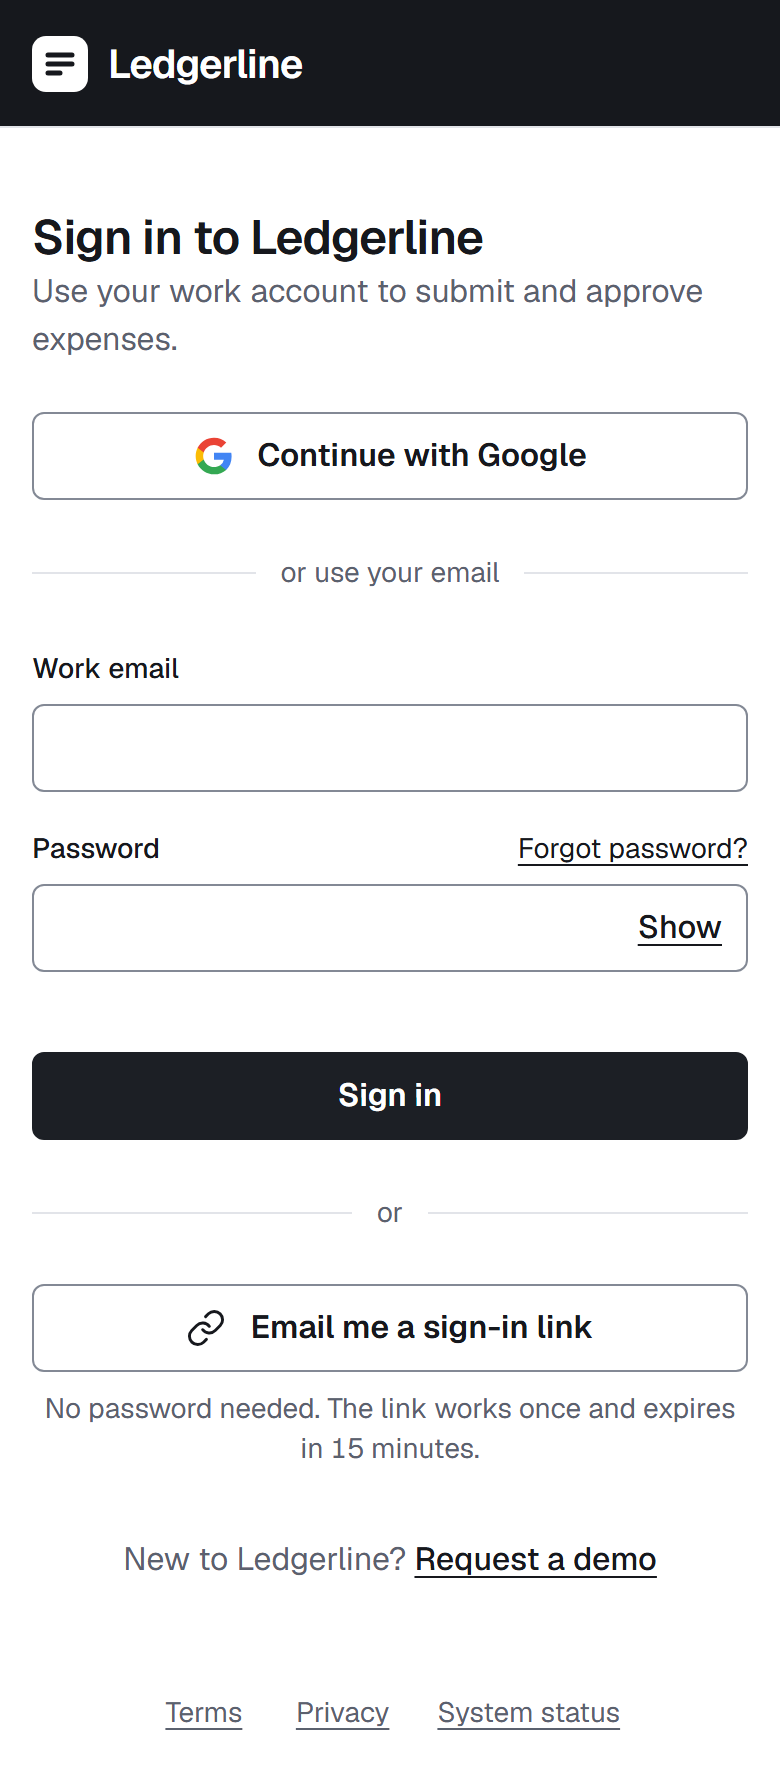 Ledgerline
Sign in to Ledgerline
Use your work account to submit and approve
expenses.
Continue with Google
or use your email
Work email
Password
Forgot password?
Show
Sign in
or
Email me a sign-in link
No password needed. The link works once and expires
in 15 minutes.
New to Ledgerline? Request a demo
Terms
Privacy
System status